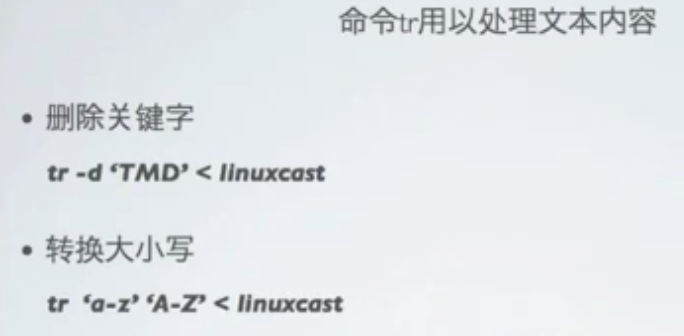 命令tr用以处理文本内容
• 删除关键字
tr -d ‘TMD’ < linuxcast
• 转换大小写
tr ‘a-z’ ‘A-Z’ < linuxcast